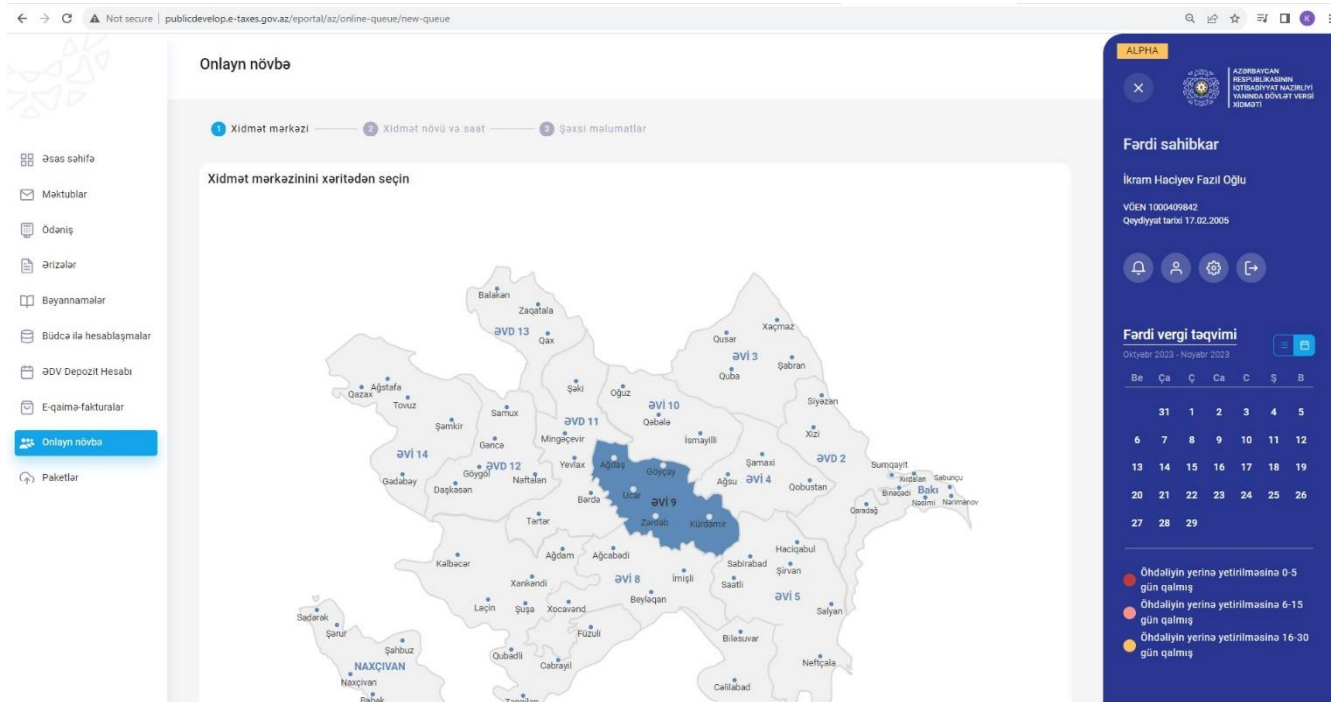 Not secure
publicdevelop.e-taxes.gov.az/eportal/az/online-queue/new-queue
K
Əsas səhifə
Məktublar
Ödəniş
Ərizələr
Bəyannamələr
Büdcə ilə hesablaşmalar
ƏDV Depozit Hesabı
E-qaimə-fakturalar
Onlayn növbə
Paketlər
Onlayn növbə
1 Xidmət mərkəzi
2 Xidmət növü və saat
3 Şəxsi məlumatlar
Xidmət mərkəzinini xəritədən seçin
Balakən
Zaqatala
ƏVD 13
Qax
Xaçmaz
Qusar
ƏVİ 3
Şabran
Quba
Ağstafa
Qazax
Tovuz
Şəki
Oğuz
Siyəzən
Samux
ƏVİ 10
Şəmkir
ƏVD 11
Qəbələ
Xizi
Gəncə
Mingəçevir
İsmayıllı
ƏVİ 14
ƏVD 12
Yevlax
Ağdaş
Göyçay
Şamaxi
ƏVD 2
Sumqayıt
Gədəbəy
Göygöl
Naftalan
Ağsu
ƏVİ 4
Qobustan
Xırdalan
Sabunçu
Daşkəsən
Bərdə
Ucar
ƏVİ 9
Binəqədi
Bakı
Nəsimi
Nərimanov
Qaradağ
Tərtər
Zərdab
Kürdəmir
Hacıqabul
Kəlbəcər
Ağdam
Ağcabədi
Sabirabad
Şirvan
Xankəndi
ƏVİ 8
İmişli
Saatli
ƏVİ 5
Laçin
Şuşa
Xocavənd
Beyləqan
Salyan
Sədərək
Şərur
Füzuli
Biləsuvar
Şahbuz
Qubadli
Cəbrayil
Neftçala
NAXÇIVAN
Naxçıvan
Cəlilabad
Babək
Zəngilan
ALPHA
AZƏRBAYCAN
RESPUBLİKASININ
İQTİSADİYYAT NAZİRLİYİ
YANINDA DÖVLƏT VERGİ
XİDMƏTİ
Fərdi sahibkar
İkram Haciyev Fazil Oğlu
VÖEN 1000409842
Qeydiyyat tarixi 17.02.2005
Fərdi vergi təqvimi
Oktyabr 2023 - Noyabr 2023
Be Ça Ç Ca C Ş B
31 1 2 3 4 5
6 7 8 9 10 11 12
13 14 15 16 17 18 19
20 21 22 23 24 25 26
27 28 29
Öhdəliyin yerinə yetirilməsinə 0-5
gün qalmış
Öhdəliyin yerinə yetirilməsinə 6-15
gün qalmış
Öhdəliyin yerinə yetirilməsinə 16-30
gün qalmış